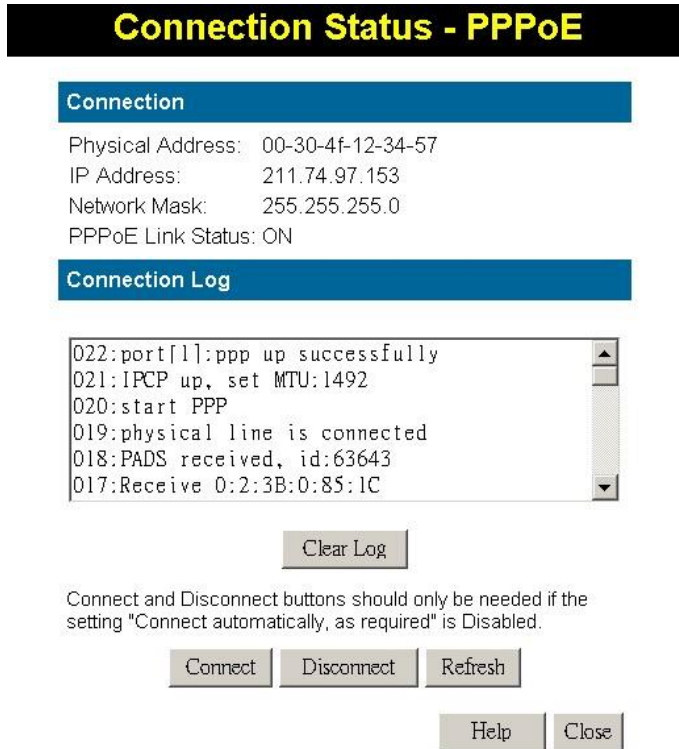 Connection Status - PPPoE
Connection
Physical Address: 00-30-4f-12-34-57
IP Address: 211.74.97.153
Network Mask: 255.255.255.0
PPPoE Link Status: ON
Connection Log
022:port[1]:ppp up successfully
021:IPCP up, set MTU:1492
020:start PPP
019:physical line is connected
018:PADS received, id:63643
017:Receive 0:2:3B:0:85:1C
Clear Log
Connect and Disconnect buttons should only be needed if the
setting "Connect automatically, as required" is Disabled.
Connect Disconnect Refresh
Help Close